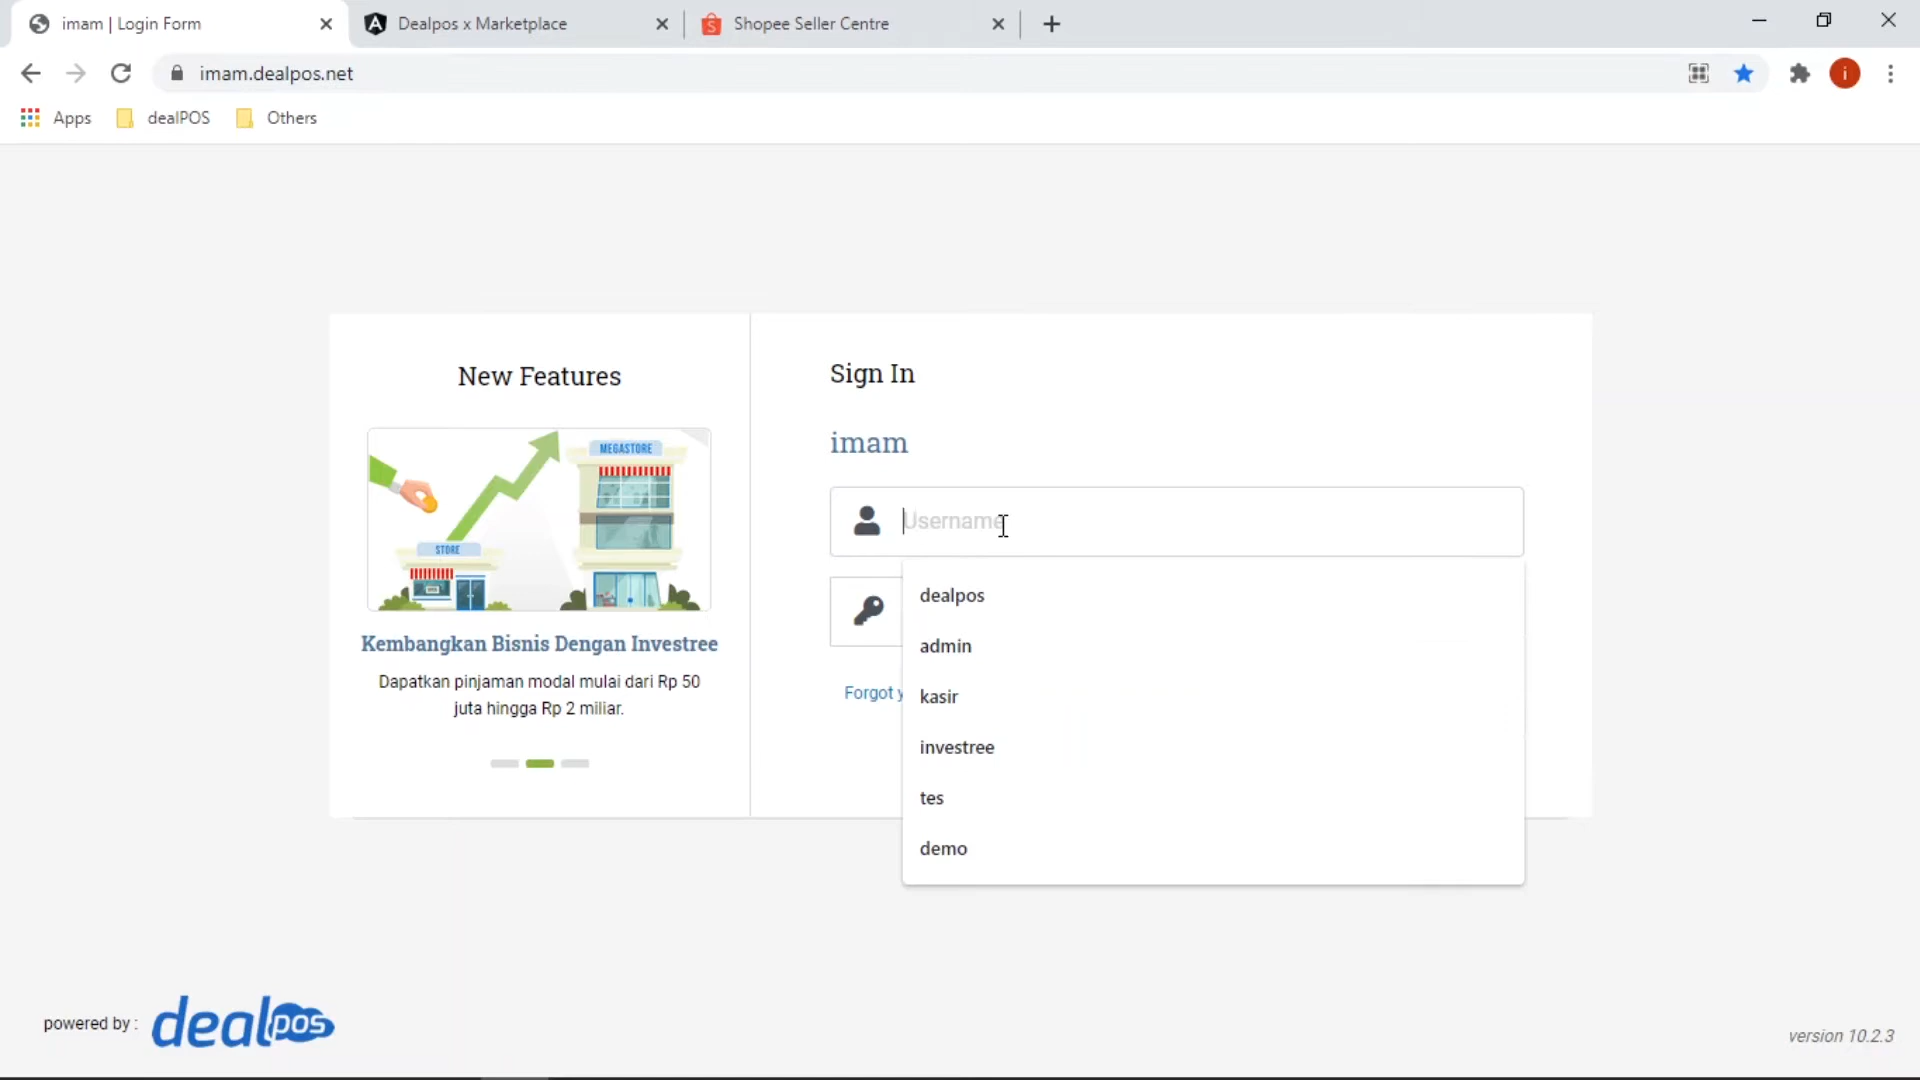 imam | Login Form
Dealpos x Marketplace
Shopee Seller Centre
imam.dealpos.net
i
Apps
dealPOS
Others
New Features
MEGASTORE
STORE
Kembangkan Bisnis Dengan Investree
Dapatkan pinjaman modal mulai dari Rp 50
juta hingga Rp 2 miliar.
Sign In
imam
Username
dealpos
admin
kasir
investree
tes
demo
Forgot y
powered by :
dealpos
version 10.2.3